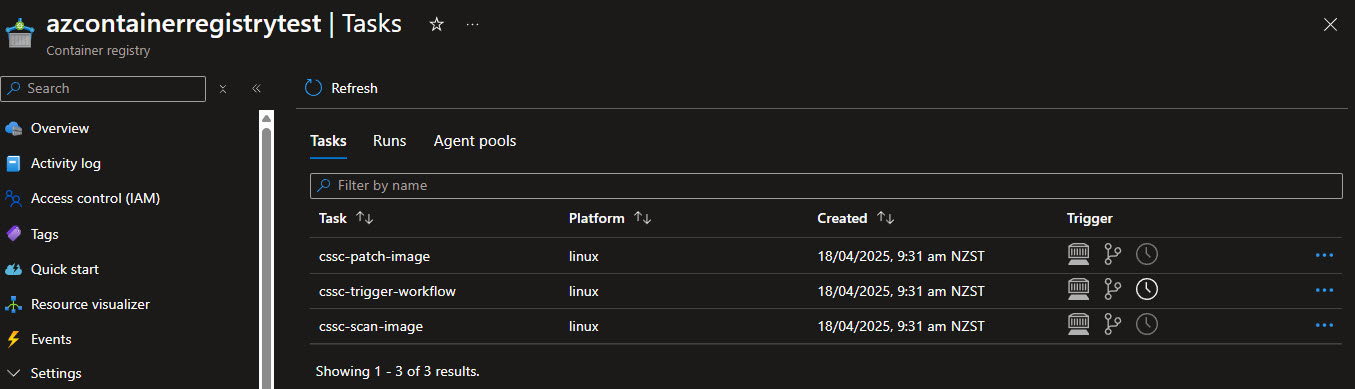 azcontainerregistrytest | Tasks
Container registry
Search
Overview
Activity log
Access control (IAM)
Tags
Quick start
Resource visualizer
Events
Settings
Refresh
Tasks Runs Agent pools
Filter by name
Task Platform Created Trigger
cssc-patch-image linux 18/04/2025, 9:31 am NZST
cssc-trigger-workflow linux 18/04/2025, 9:31 am NZST
cssc-scan-image linux 18/04/2025, 9:31 am NZST
Showing 1 - 3 of 3 results.